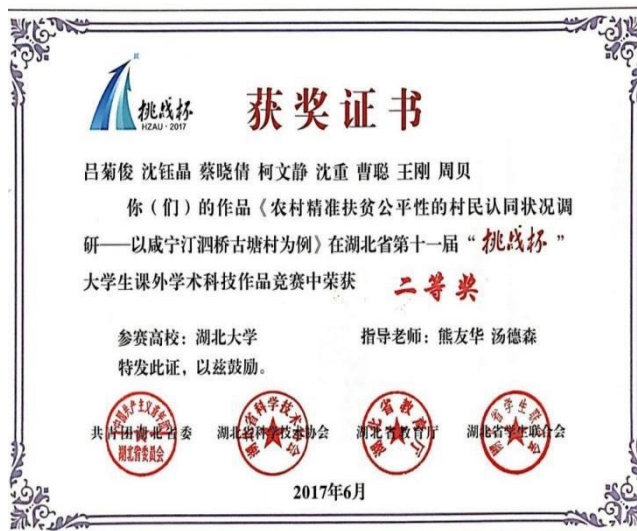 挑战杯
HZAU·2017
获奖证书
吕菊俊 沈钰晶 蔡晓倩 柯文静 沈重 曹聪 王刚 周贝
你（们）的作品《农村精准扶贫公平性的村民认同状况调
研——以咸宁汀泗桥古塘村为例》在湖北省第十一届“挑战杯”
大学生课外学术科技作品竞赛中荣获 二等奖
参赛高校：湖北大学 指导老师：熊友华 汤德森
特发此证，以兹鼓励。
共青团湖北省委 湖北省科学技术协会 湖北省教育厅 湖北省学生联合会
2017年6月